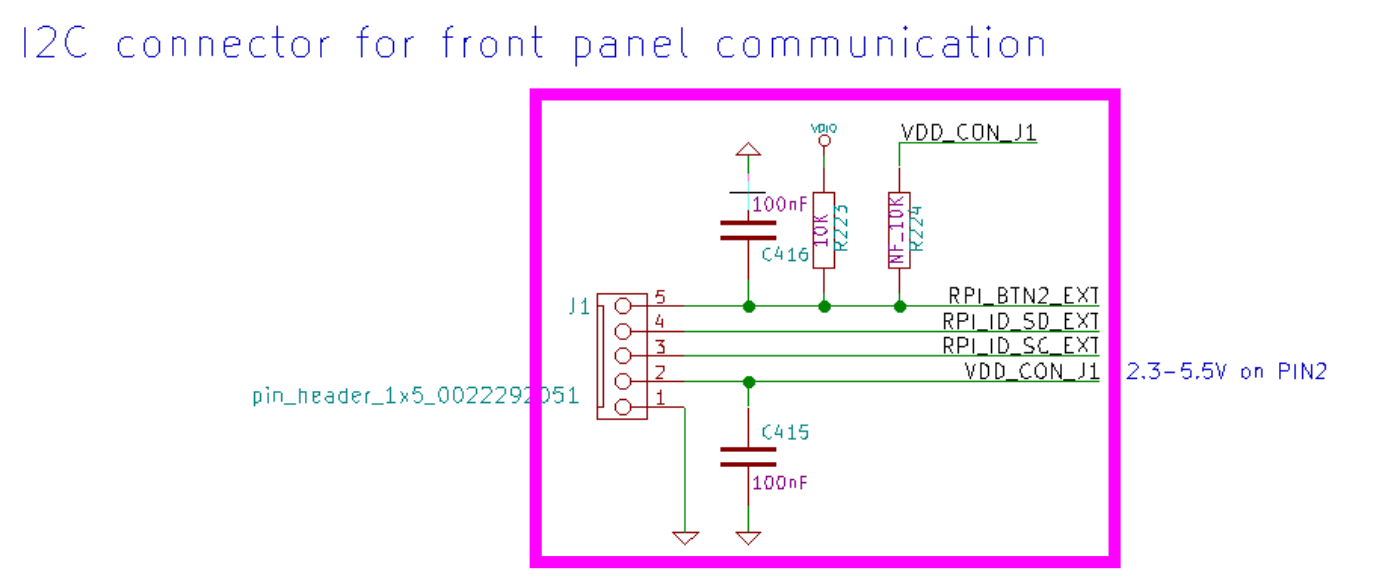 I2C connector for front panel communication
VDIO
VDD_CON_J1
100nF
10K
R223
NF_10K
R224
C416
J1
5
RPI_BTN2_EXT
4
RPI_ID_SD_EXT
3
RPI_ID_SC_EXT
2
VDD_CON_J1
2.3-5.5V on PIN2
pin_header_1x5_0022292051
1
C415
100nF